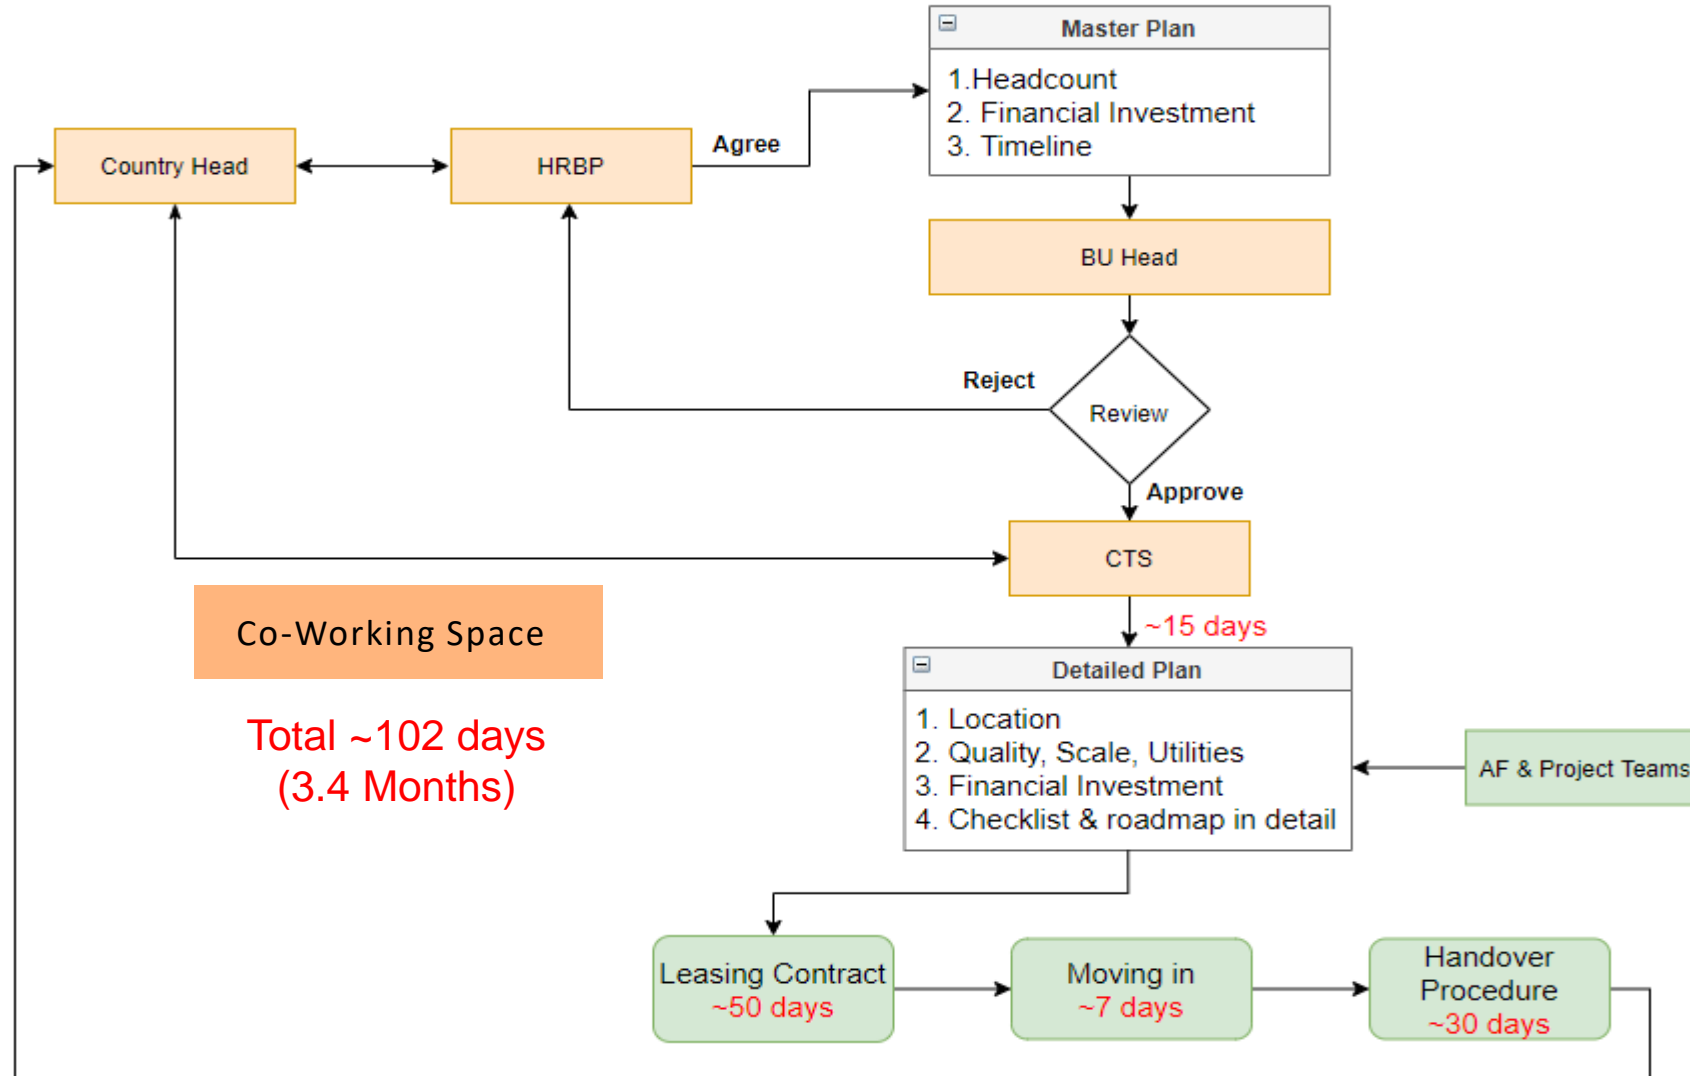 Master Plan
1.Headcount
2. Financial Investment
3. Timeline
Country Head
HRBP
Agree
BU Head
Reject
Review
Approve
CTS
~15 days
Co-Working Space
Total ~102 days
(3.4 Months)
Detailed Plan
1. Location
2. Quality, Scale, Utilities
3. Financial Investment
4. Checklist & roadmap in detail
AF & Project Teams
Leasing Contract
~50 days
Moving in
~7 days
Handover
Procedure
~30 days